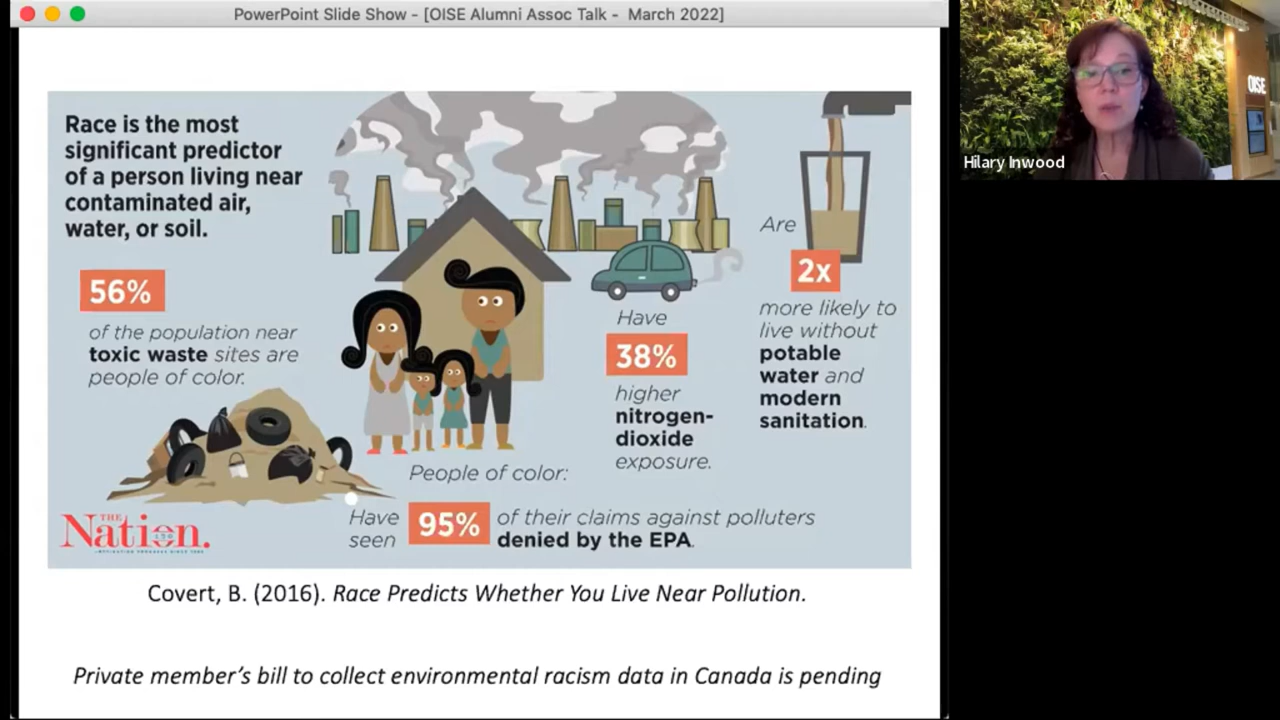 PowerPoint Slide Show - [OISE Alumni Assoc Talk - March 2022]
Race is the most
significant predictor
of a person living near
contaminated air,
water, or soil.
56%
of the population near
toxic waste sites are
people of color.
Are
2x
more likely to
live without
potable
water and
modern
sanitation.
Have
38%
higher
nitrogen-
dioxide
exposure.
People of color:
Have
seen
95%
of their claims against polluters
denied by the EPA.
THE
Nation.
Covert, B. (2016). Race Predicts Whether You Live Near Pollution.
Private member's bill to collect environmental racism data in Canada is pending
Hilary Inwood
OISE